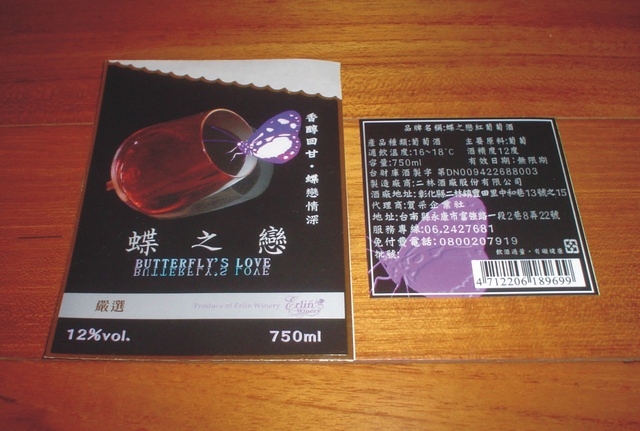 香醇回甘·蝶戀情深
蝶之戀
BUTTERFLY'S LOVE
嚴選
Produce of Erlin Winery
Erlin
Winery
12%vol.
750ml
品牌名稱:蝶之戀紅葡萄酒
產品種類:葡萄酒 主要原料:葡萄
適飲溫度:16~18℃ 酒精度12度
容量:750ml 有效日期:無限期
台財庫酒製字 第DN009422688003
製造廠商:二林酒廠股份有限公司
酒廠地址:彰化縣二林鎮豐田里中和巷13號之15
代理商:賀采企業社
地址:台南縣永康市富強路一段2巷8弄22號
服務專線:06.2427681
免付費電話:0800207919
批號:
飲酒過量·有礙健康
4712206189699